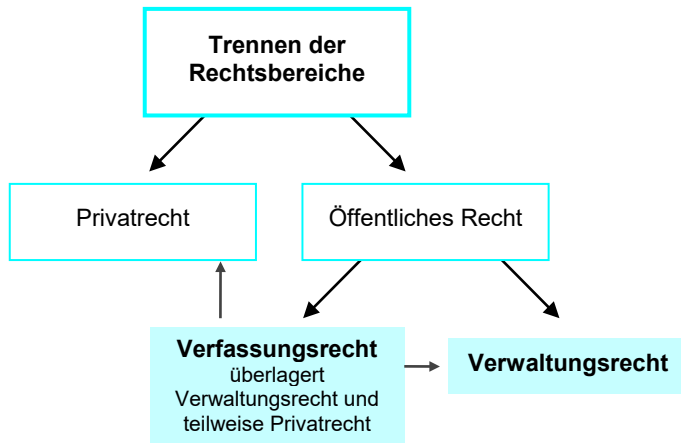 Trennen der
Rechtsbereiche
Privatrecht
Öffentliches Recht
Verfassungsrecht
überlagert
Verwaltungsrecht und
teilweise Privatrecht
Verwaltungsrecht